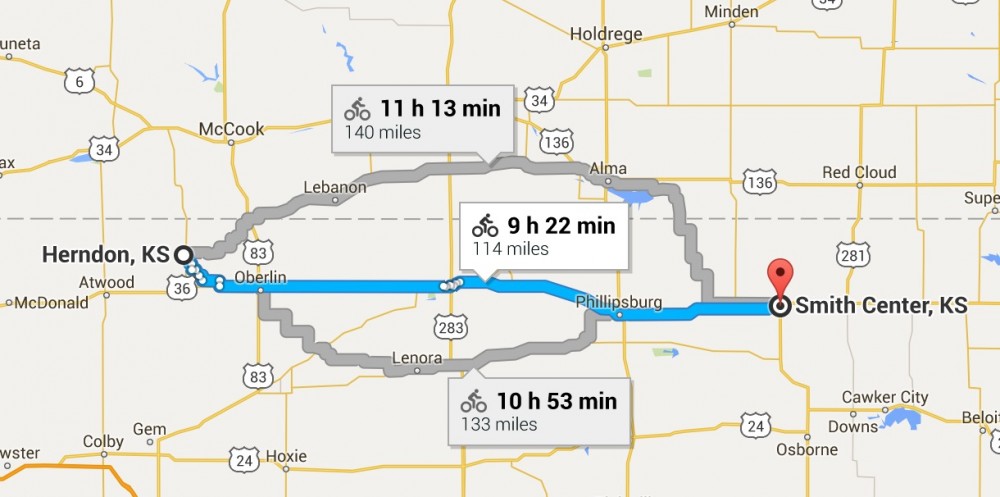 Minden
Holdrege
uneta
6
34
McCook
34
ax
11 h 13 min
140 miles
136
Alma
136
Red Cloud
Lebanon
Supe
9 h 22 min
114 miles
Herndon, KS
83
281
Atwood
36
Oberlin
McDonald
Phillipsburg
Smith Center, KS
283
Lenora
83
10 h 53 min
133 miles
Cawker City
Downs
24
Beloi
Gem
Colby
Osborne
wster
24
Hoxie